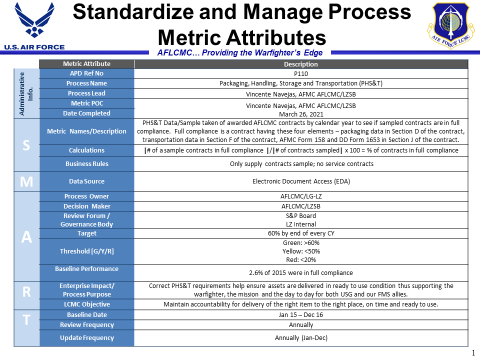 Standardize and Manage Process
Metric Attributes
U.S. AIR FORCE
AFLCMC… Providing the Warfighter's Edge
Metric Attribute Description
Administrative Info.
APD Ref No P110
Process Name Packaging, Handling, Storage and Transportation (PHS&T)
Process Lead Vincente Navejas, AFMC AFLCMC/LZSB
Metric POC Vincente Navejas, AFMC AFLCMC/LZSB
Date Completed March 26, 2021
S
Metric Names/Description
PHS&T Data/Sample taken of awarded AFLCMC contracts by calendar year to see if sampled contracts are in full
compliance. Full compliance is a contract having these four elements – packaging data in Section D of the contract,
transportation data in Section F of the contract, AFMC Form 158 and DD Form 1653 in Section J of the contract.
Calculations [# of a sample contracts in full compliance ]/[# of contracts sampled] x 100 = % of contracts in full compliance
Business Rules Only supply contracts sample; no service contracts
M
Data Source Electronic Document Access (EDA)
A
Process Owner AFLCMC/LG-LZ
Decision Maker AFLCMC/LZSB
Review Forum / S&P Board
Governance Body LZ Internal
Target 60% by end of every CY
Threshold (G/Y/R)
Green: >60%
Yellow: <50%
Red: <20%
Baseline Performance 2.6% of 2015 were in full compliance
R
Enterprise Impact/ Correct PHS&T requirements help ensure assets are delivered in ready to use condition thus supporting the
Process Purpose warfighter, the mission and the day to day for both USG and our FMS allies.
LCMC Objective Maintain accountability for delivery of the right item to the right place, on time and ready to use.
T
Baseline Date Jan 15 – Dec 16
Review Frequency Annually
Update Frequency Annually (Jan-Dec)
1